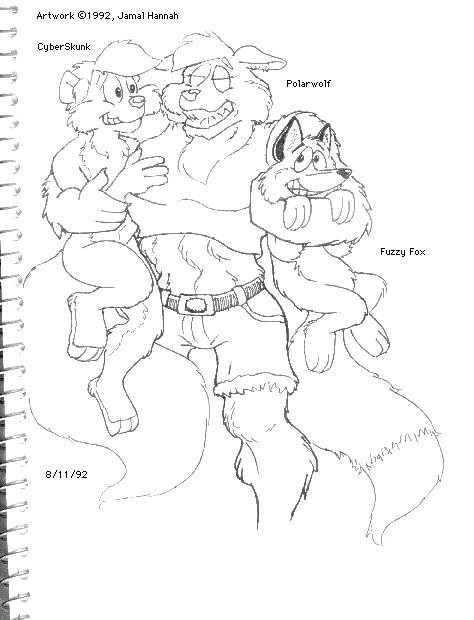 Artwork ©1992, Jamal Hannah
CyberSkunk
Polarwolf
Fuzzy Fox
8/11/92